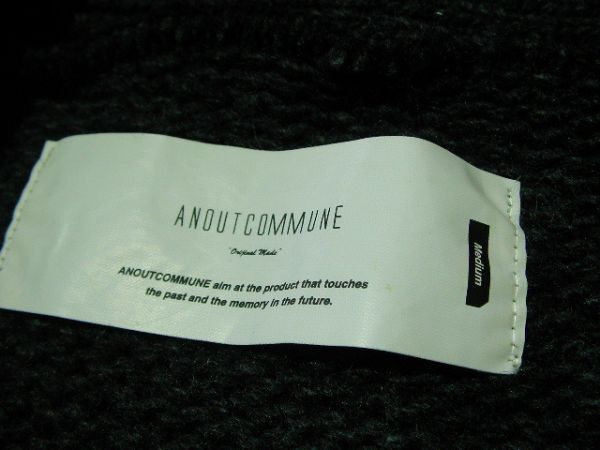 ANOUTCOMMUNE
"Original Made"
ANOUTCOMMUNE aim at the product that touches
the past and the memory in the future.
Medium